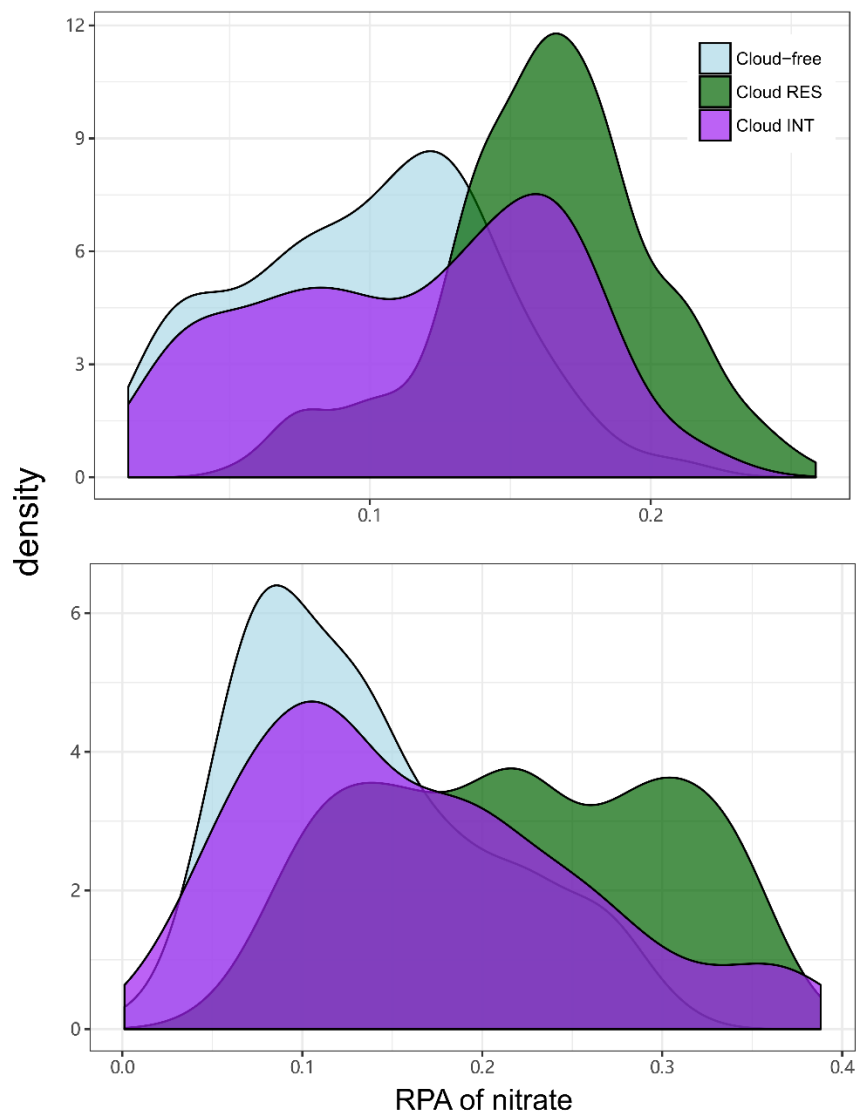 12
9
6
3
0
Cloud−free
Cloud RES
Cloud INT
0.1 0.2
density
6
4
2
0
0.0 0.1 0.2 0.3 0.4
RPA of nitrate